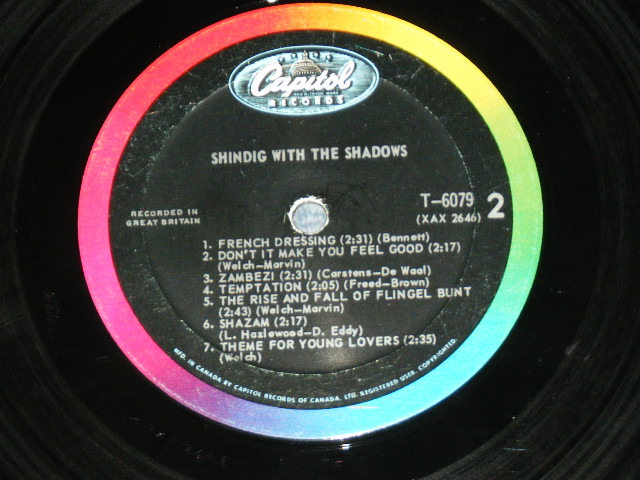 Capitol
RECORDS
SHINDIG WITH THE SHADOWS
RECORDED IN
GREAT BRITAIN
T-6079
(XAX 2646)
2
1. FRENCH DRESSING (2:31) (Bennett)
2. DON'T IT MAKE YOU FEEL GOOD (2:17)
(Welch-Marvin)
3. ZAMBEZI (2:31) (Carstens-De Waal)
4. TEMPTATION (2:05) (Freed-Brown)
5. THE RISE AND FALL OF FLINGEL BUNT
(2:43) (Welch-Marvin)
6. SHAZAM (2:17)
(L. Hazlewood-D. Eddy)
7. THEME FOR YOUNG LOVERS (2:35)
(Welch)
MFD. IN CANADA BY CAPITOL RECORDS OF CANADA, LTD. REGISTERED USER. COPYRIGHTED.